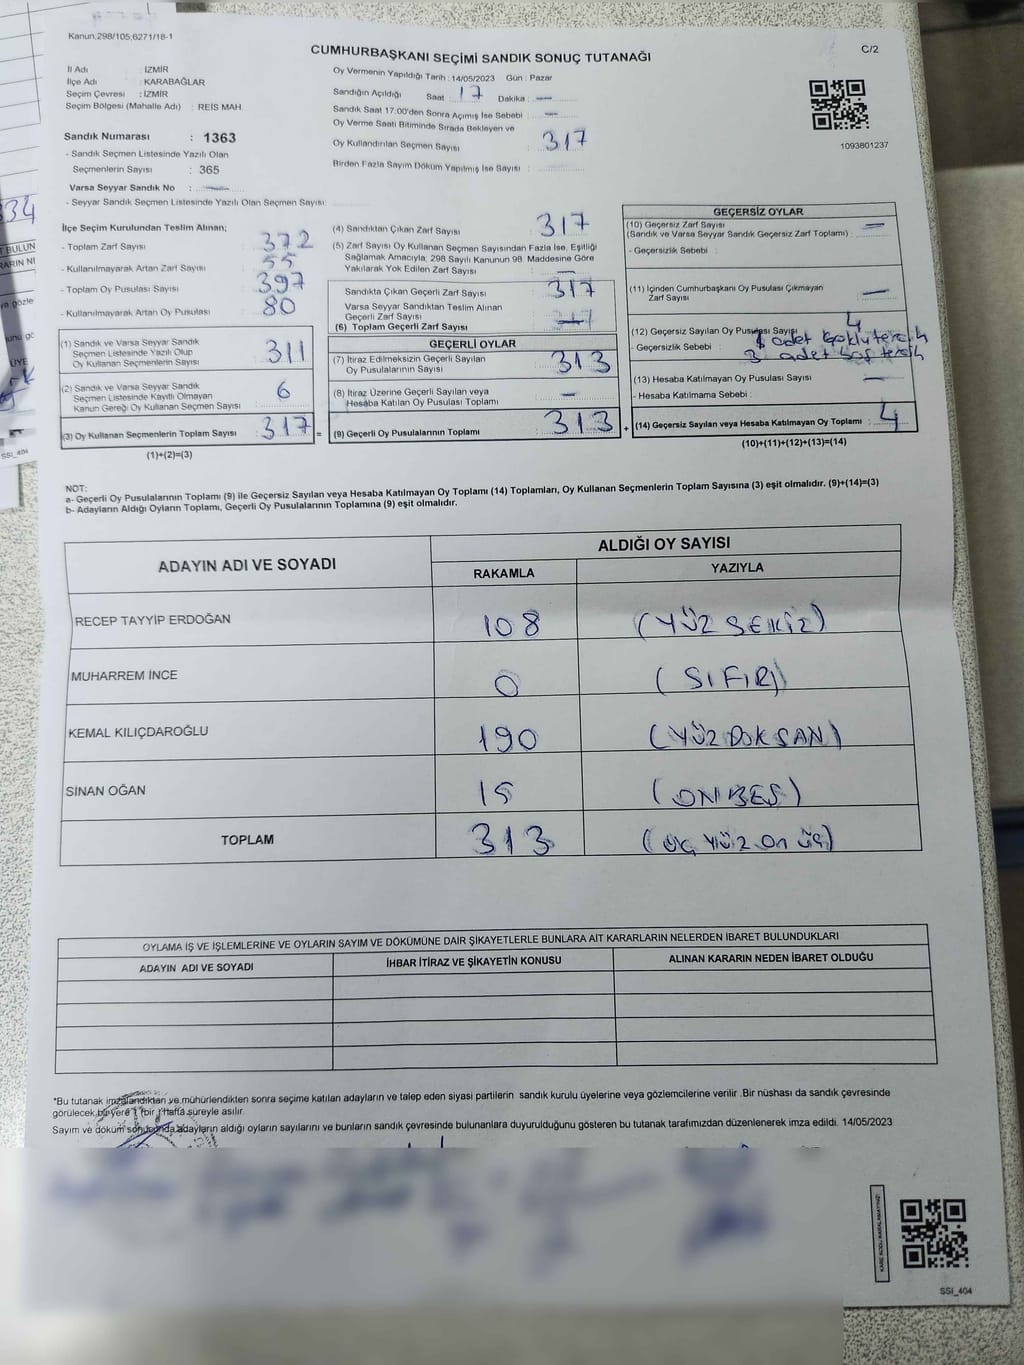 Kanun:298/105;6271/18-1
CUMHURBAŞKANI SEÇİMİ SANDIK SONUÇ TUTANAĞI
C/2
İl Adı : İZMİR
İlçe Adı : KARABAĞLAR
Seçim Çevresi : İZMİR
Seçim Bölgesi (Mahalle Adı) : REİS MAH.
Sandık Numarası : 1363
- Sandık Seçmen Listesinde Yazılı Olan
Seçmenlerin Sayısı : 365
Varsa Seyyar Sandık No : —
- Seyyar Sandık Seçmen Listesinde Yazılı Olan Seçmen Sayısı:
Oy Vermenin Yapıldığı Tarih : 14/05/2023 Gün : Pazar
Sandığın Açıldığı Saat : 17 Dakika : —
Sandık Saat 17:00'den Sonra Açılmış İse Sebebi : —
Oy Verme Saati Bitiminde Sırada Bekleyen ve
Oy Kullandırılan Seçmen Sayısı : 317
Birden Fazla Sayım Döküm Yapılmış İse Sayısı :
1093801237
İlçe Seçim Kurulundan Teslim Alınan;
- Toplam Zarf Sayısı : 372
- Kullanılmayarak Artan Zarf Sayısı : 55
- Toplam Oy Pusulası Sayısı : 397
- Kullanılmayarak Artan Oy Pusulası : 80
(1) Sandık ve Varsa Seyyar Sandık
Seçmen Listesinde Yazılı Olup
Oy Kullanan Seçmenlerin Sayısı : 311
(2) Sandık ve Varsa Seyyar Sandık
Seçmen Listesinde Kayıtlı Olmayan
Kanun Gereği Oy Kullanan Seçmen Sayısı : 6
(3) Oy Kullanan Seçmenlerin Toplam Sayısı : 317
(1)+(2)=(3)
(4) Sandıktan Çıkan Zarf Sayısı : 317
(5) Zarf Sayısı Oy Kullanan Seçmen Sayısından Fazla İse, Eşitliği
Sağlamak Amacıyla; 298 Sayılı Kanunun 98. Maddesine Göre
Yakılarak Yok Edilen Zarf Sayısı : —
Sandıkta Çıkan Geçerli Zarf Sayısı : 317
Varsa Seyyar Sandıktan Teslim Alınan
Geçerli Zarf Sayısı : —
(6) Toplam Geçerli Zarf Sayısı
GEÇERLİ OYLAR
(7) İtiraz Edilmeksizin Geçerli Sayılan
Oy Pusulalarının Sayısı : 313
(8) İtiraz Üzerine Geçerli Sayılan veya
Hesaba Katılan Oy Pusulası Toplamı : —
= (9) Geçerli Oy Pusulalarının Toplamı : 313
GEÇERSİZ OYLAR
(10) Geçersiz Zarf Sayısı
(Sandık ve Varsa Seyyar Sandık Geçersiz Zarf Toplamı) : —
- Geçersizlik Sebebi :
(11) İçinden Cumhurbaşkanı Oy Pusulası Çıkmayan
Zarf Sayısı : —
(12) Geçersiz Sayılan Oy Pusulası Sayısı : 4
- Geçersizlik Sebebi : 1 adet çoklu tercih
3 adet boş tercih
(13) Hesaba Katılmayan Oy Pusulası Sayısı : —
- Hesaba Katılmama Sebebi :
+ (14) Geçersiz Sayılan veya Hesaba Katılmayan Oy Toplamı : 4
(10)+(11)+(12)+(13)=(14)
NOT:
a- Geçerli Oy Pusulalarının Toplamı (9) ile Geçersiz Sayılan veya Hesaba Katılmayan Oy Toplamı (14) Toplamları, Oy Kullanan Seçmenlerin Toplam Sayısına (3) eşit olmalıdır. (9)+(14)=(3)
b- Adayların Aldığı Oyların Toplamı, Geçerli Oy Pusulalarının Toplamına (9) eşit olmalıdır.
ADAYIN ADI VE SOYADI
ALDIĞI OY SAYISI
RAKAMLA YAZIYLA
RECEP TAYYİP ERDOĞAN 108 (YÜZ SEKİZ)
MUHARREM İNCE 0 (SIFIR)
KEMAL KILIÇDAROĞLU 190 (YÜZ DOKSAN)
SİNAN OĞAN 15 (ONBEŞ)
TOPLAM 313 (üç yüz on üç)
OYLAMA İŞ VE İŞLEMLERİNE VE OYLARIN SAYIM VE DÖKÜMÜNE DAİR ŞİKAYETLERLE BUNLARA AİT KARARLARIN NELERDEN İBARET BULUNDUKLARI
ADAYIN ADI VE SOYADI İHBAR İTİRAZ VE ŞİKAYETİN KONUSU ALINAN KARARIN NEDEN İBARET OLDUĞU
*Bu tutanak imzalandıktan ve mühürlendikten sonra seçime katılan adayların ve talep eden siyasi partilerin sandık kurulu üyelerine veya gözlemcilerine verilir. Bir nüshası da sandık çevresinde
görülecek bir yere 1 (bir ) hafta süreyle asılır.
Sayım ve döküm sonucunda adayların aldığı oyların sayılarını ve bunların sandık çevresinde bulunanlara duyurulduğunu gösteren bu tutanak tarafımızdan düzenlenerek imza edildi. 14/05/2023
KARE KODU KARALAMAYINIZ!
SSİ_404
34
SSİ_404